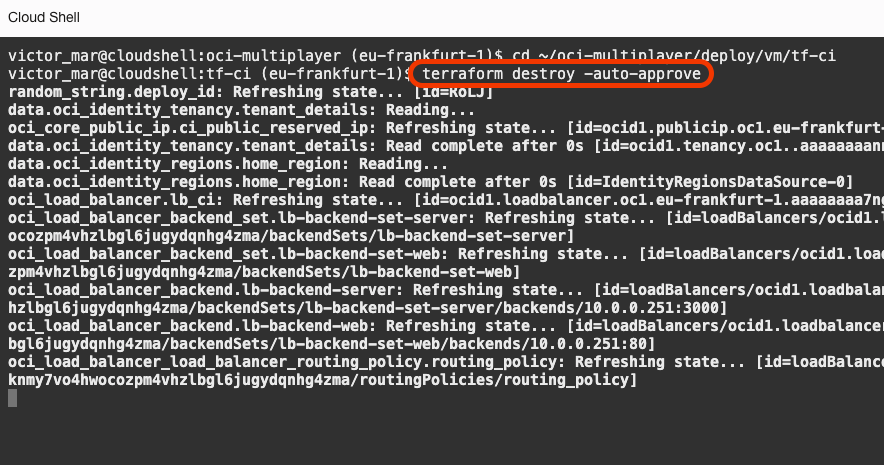 Cloud Shell
victor_mar@cloudshell:oci-multiplayer (eu-frankfurt-1)$ cd ~/oci-multiplayer/deploy/vm/tf-ci
victor_mar@cloudshell:tf-ci (eu-frankfurt-1)$ terraform destroy -auto-approve
random_string.deploy_id: Refreshing state... [id=RoLJ]
data.oci_identity_tenancy.tenant_details: Reading...
oci_core_public_ip.ci_public_reserved_ip: Refreshing state... [id=ocid1.publicip.oc1.eu-frankfurt-
data.oci_identity_tenancy.tenant_details: Read complete after 0s [id=ocid1.tenancy.oc1..aaaaaaaann
data.oci_identity_regions.home_region: Reading...
data.oci_identity_regions.home_region: Read complete after 0s [id=IdentityRegionsDataSource-0]
oci_load_balancer.lb_ci: Refreshing state... [id=ocid1.loadbalancer.oc1.eu-frankfurt-1.aaaaaaaa7ng
oci_load_balancer_backend_set.lb-backend-set-server: Refreshing state... [id=loadBalancers/ocid1.l
ocozpm4vhzlbgl6jugydqnhg4zma/backendSets/lb-backend-set-server]
oci_load_balancer_backend_set.lb-backend-set-web: Refreshing state... [id=loadBalancers/ocid1.load
zpm4vhzlbgl6jugydqnhg4zma/backendSets/lb-backend-set-web]
oci_load_balancer_backend.lb-backend-server: Refreshing state... [id=loadBalancers/ocid1.loadbalan
hzlbgl6jugydqnhg4zma/backendSets/lb-backend-set-server/backends/10.0.0.251:3000]
oci_load_balancer_backend.lb-backend-web: Refreshing state... [id=loadBalancers/ocid1.loadbalancer
bgl6jugydqnhg4zma/backendSets/lb-backend-set-web/backends/10.0.0.251:80]
oci_load_balancer_load_balancer_routing_policy.routing_policy: Refreshing state... [id=loadBalance
knmy7vo4hwocozpm4vhzlbgl6jugydqnhg4zma/routingPolicies/routing_policy]